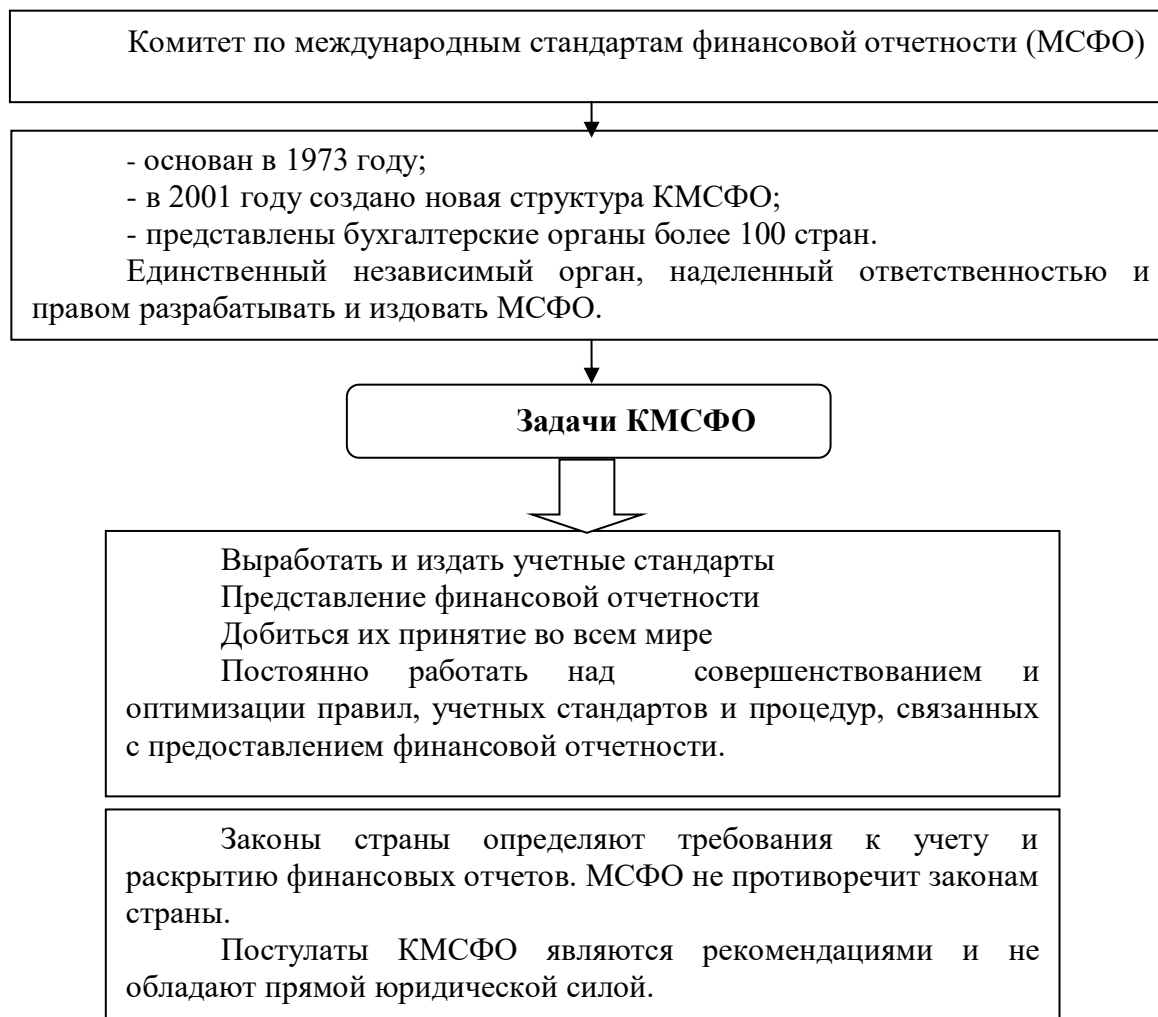 Комитет по международным стандартам финансовой отчетности (МСФО)
- основан в 1973 году;
- в 2001 году создано новая структура КМСФО;
- представлены бухгалтерские органы более 100 стран.
Единственный независимый орган, наделенный ответственностью и
правом разрабатывать и издовать МСФО.
Задачи КМСФО
Выработать и издать учетные стандарты
Представление финансовой отчетности
Добиться их принятие во всем мире
Постоянно работать над совершенствованием и
оптимизации правил, учетных стандартов и процедур, связанных
с предоставлением финансовой отчетности.
Законы страны определяют требования к учету и
раскрытию финансовых отчетов. МСФО не противоречит законам
страны.
Постулаты КМСФО являются рекомендациями и не
обладают прямой юридической силой.